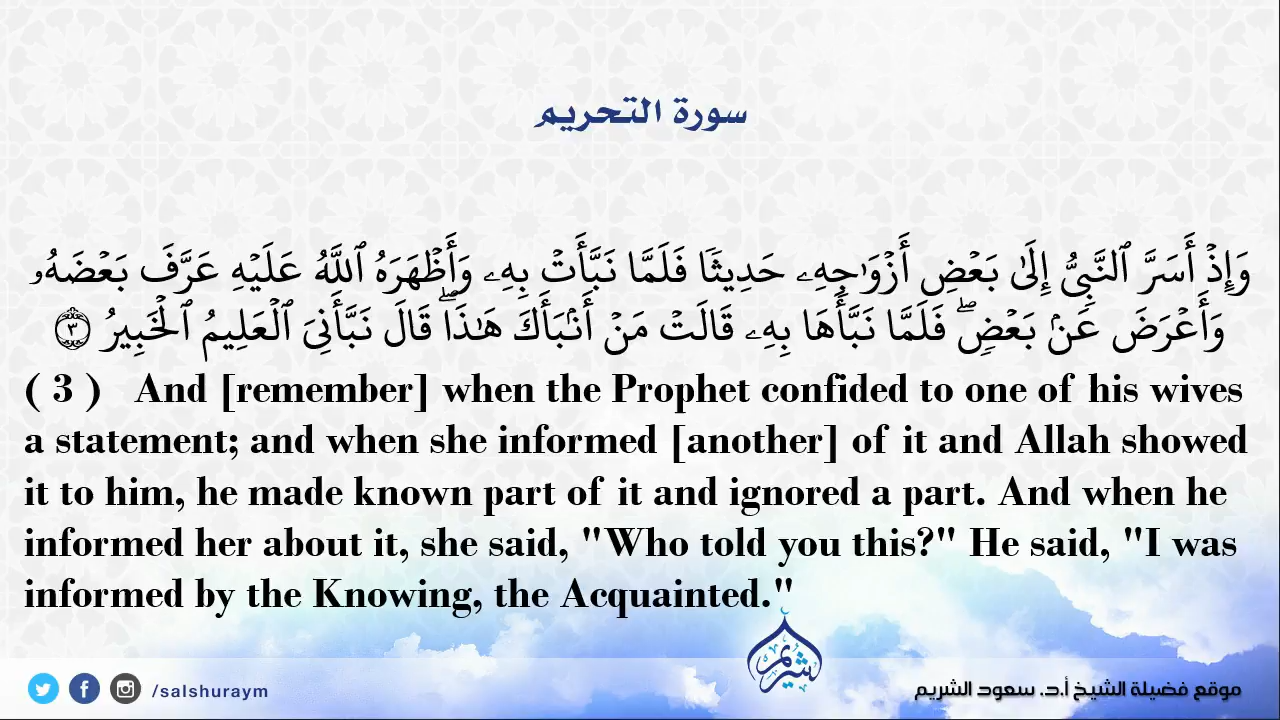 سورة التحريم
وَإِذْ أَسَرَّ ٱلنَّبِىُّ إِلَىٰ بَعْضِ أَزْوَٰجِهِۦ حَدِيثًا فَلَمَّا نَبَّأَتْ بِهِۦ وَأَظْهَرَهُ ٱللَّهُ عَلَيْهِ عَرَّفَ بَعْضَهُۥ
وَأَعْرَضَ عَنۢ بَعْضٍۢ ۖ فَلَمَّا نَبَّأَهَا بِهِۦ قَالَتْ مَنْ أَنۢبَأَكَ هَٰذَا ۖ قَالَ نَبَّأَنِىَ ٱلْعَلِيمُ ٱلْخَبِيرُ ٣
( 3 ) And [remember] when the Prophet confided to one of his wives
a statement; and when she informed [another] of it and Allah showed
it to him, he made known part of it and ignored a part. And when he
informed her about it, she said, "Who told you this?" He said, "I was
informed by the Knowing, the Acquainted."
شريم
/salshuraym
موقع فضيلة الشيخ أ.د. سعود الشريم